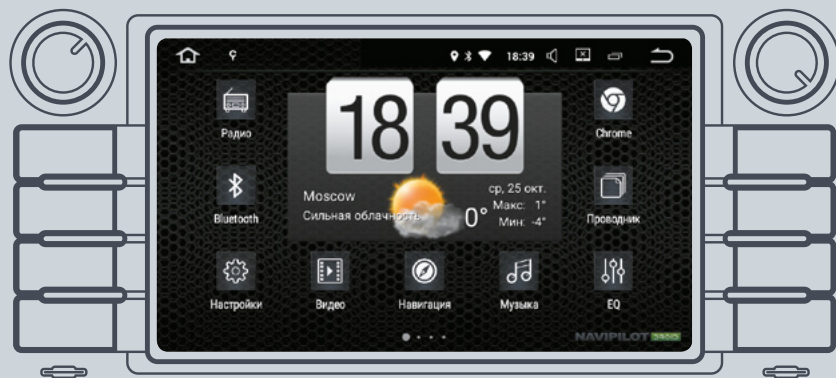 18:39
Радио
18 39
Chrome
Moscow
Сильная облачность
0°
ср, 25 окт.
Макс: 1°
Мин: -4°
Bluetooth
Проводник
Настройки
Видео
Навигация
Музыка
EQ
NAVIPILOT DROID